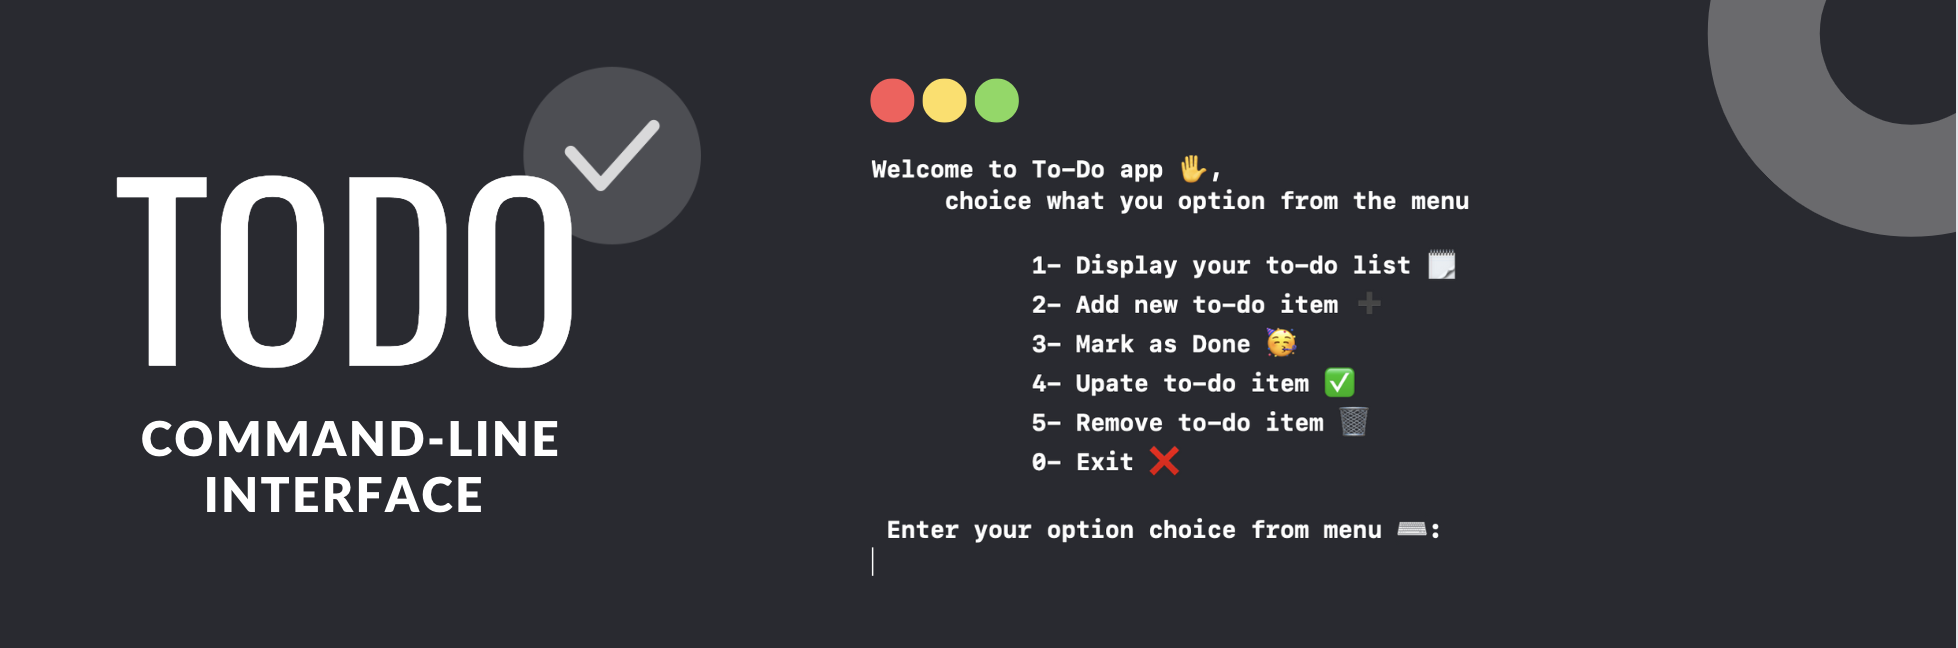 TODO
COMMAND-LINE
INTERFACE
Welcome to To-Do app 🖐,
choice what you option from the menu
1- Display your to-do list 🗒
2- Add new to-do item ➕
3- Mark as Done 🥳
4- Upate to-do item ✅
5- Remove to-do item 🗑
0- Exit ❌
Enter your option choice from menu ⌨: